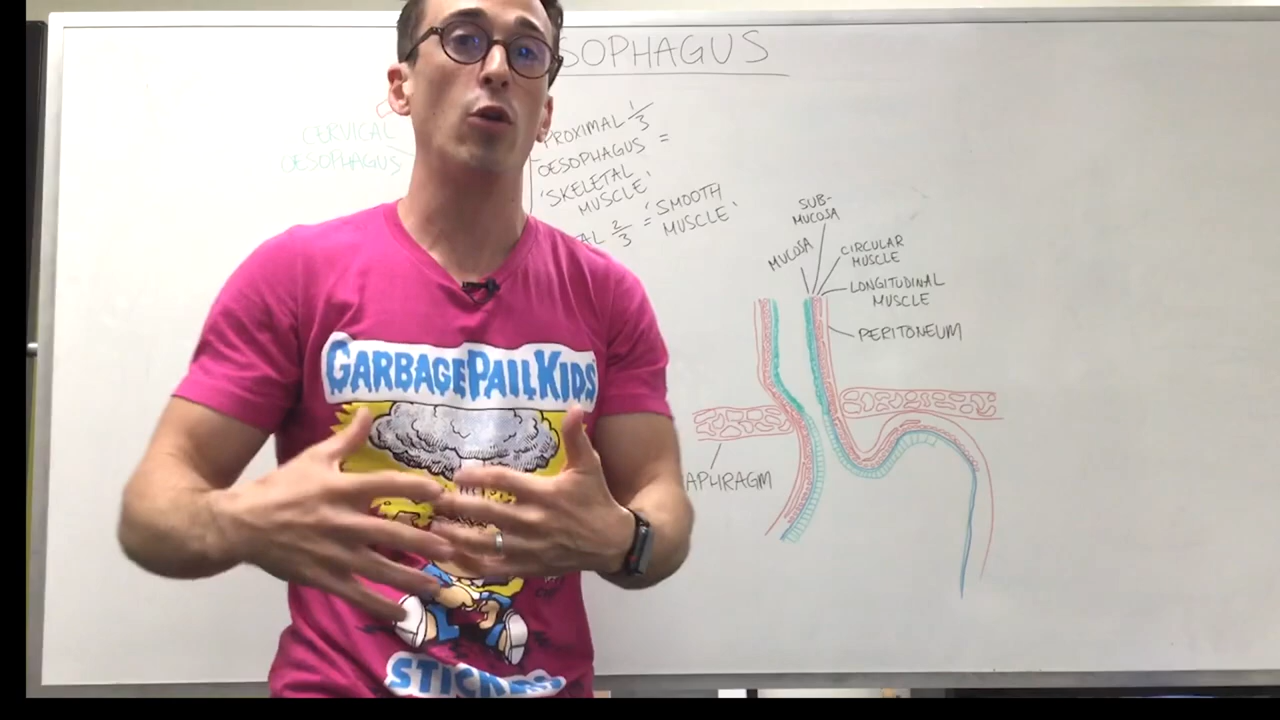 SOPHAGUS
CERVICAL
OESOPHAGUS
PROXIMAL 1/3
OESOPHAGUS =
'SKELETAL
MUSCLE'
AL 2/3 = 'SMOOTH
MUSCLE'
SUB-
MUCOSA
MUCOSA
CIRCULAR
MUSCLE
LONGITUDINAL
MUSCLE
PERITONEUM
APHRAGM
GARBAGE PAIL KIDS
STICKERS